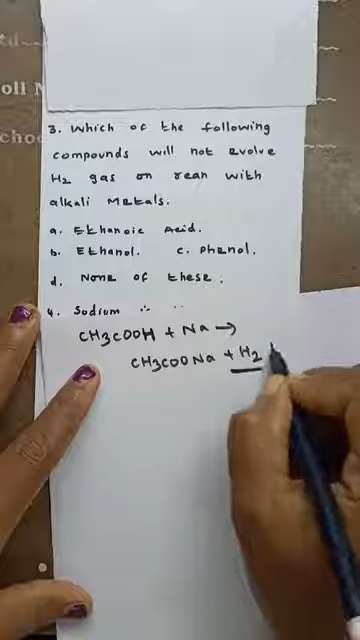 oll N
3. Which of the following
compounds will not evolve
H2 gas on rean with
alkali Metals.
a. Ethanoic Acid.
b. Ethanol. c. Phenol.
d. None of these.
4. Sodium
CH3COOH + Na →
CH3COONa + H2